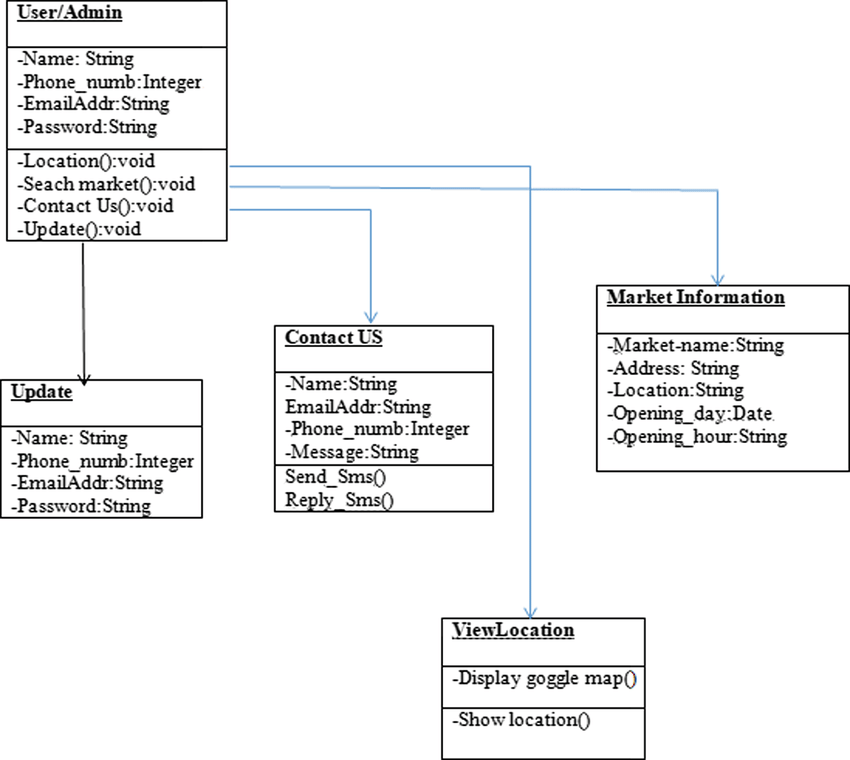 User/Admin
-Name: String
-Phone_numb:Integer
-EmailAddr:String
-Password:String
-Location():void
-Seach market():void
-Contact Us():void
-Update():void
Update
-Name: String
-Phone_numb:Integer
-EmailAddr:String
-Password:String
Contact US
-Name:String
EmailAddr:String
-Phone_numb:Integer
-Message:String
Send_Sms()
Reply_Sms()
Market Information
-Market-name:String
-Address: String
-Location:String
-Opening_day:Date
-Opening_hour:String
ViewLocation
-Display goggle map()
-Show location()